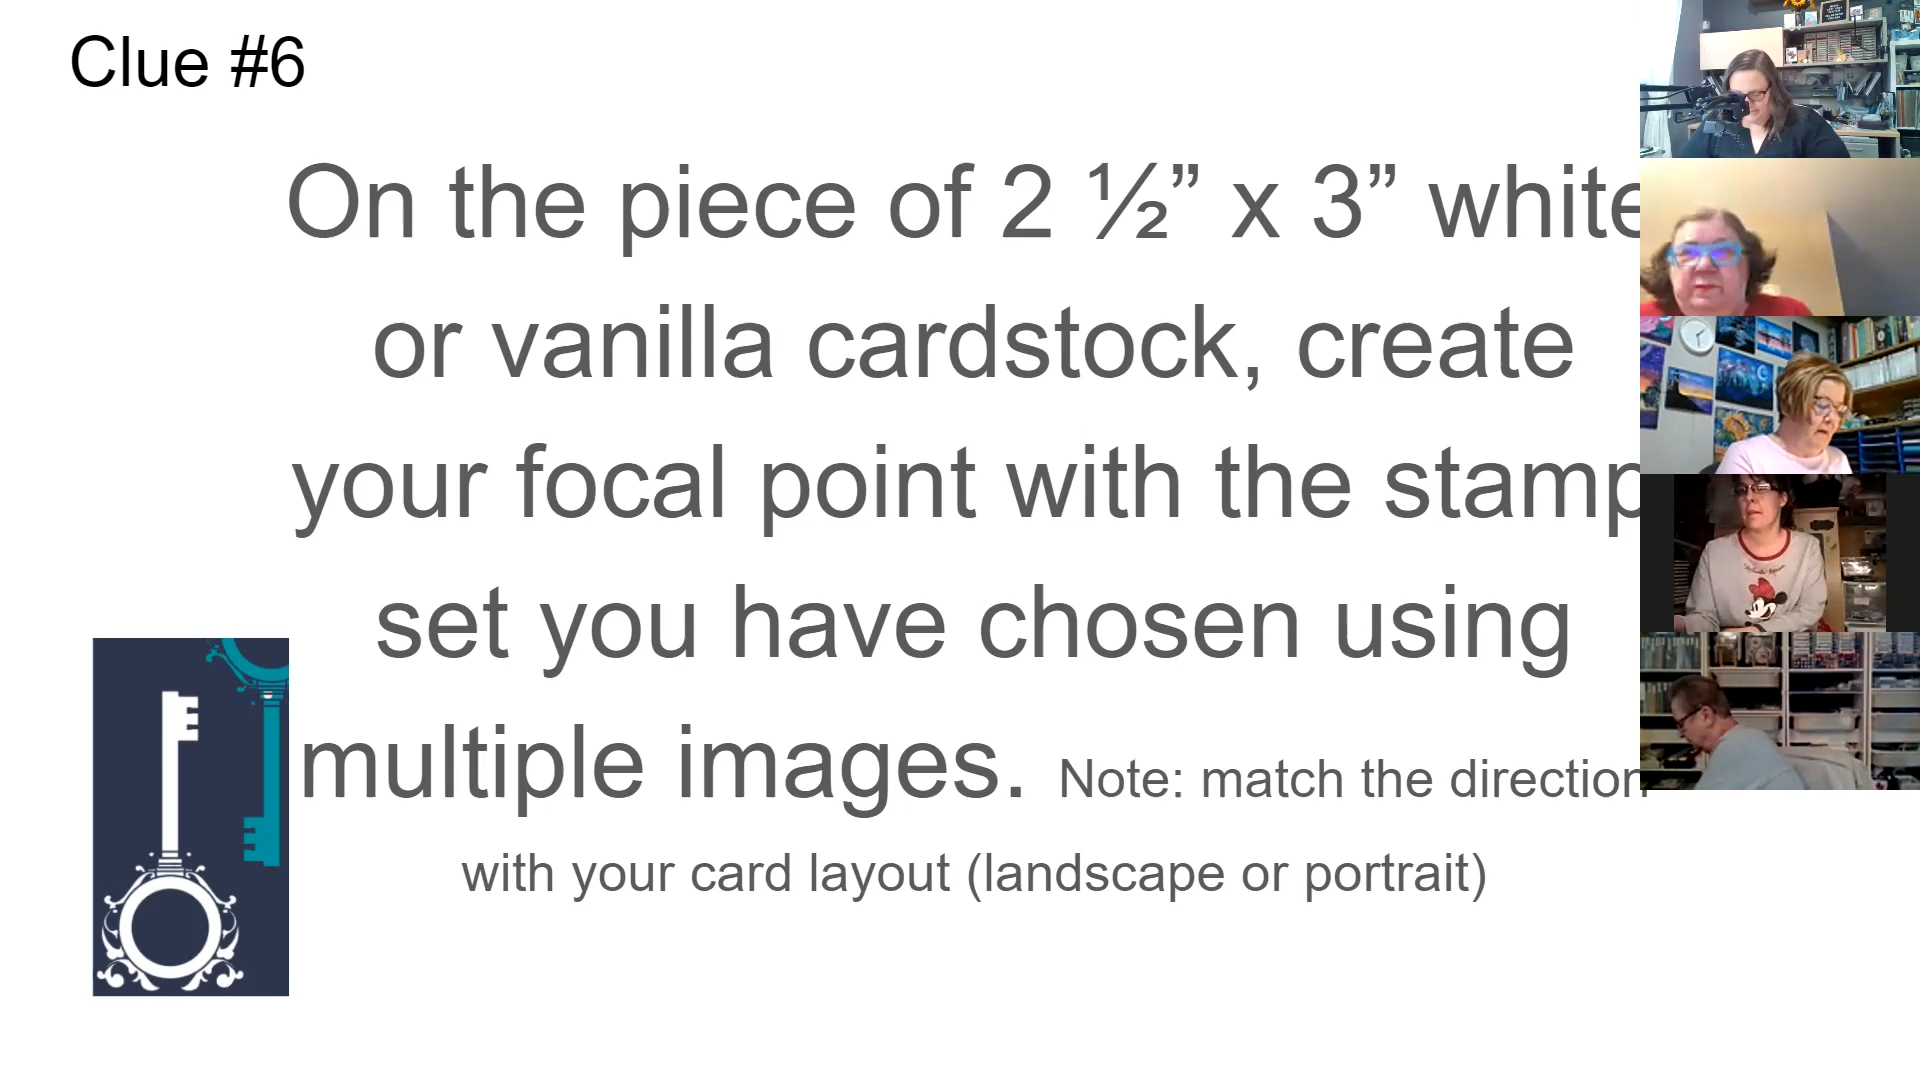 Clue #6
On the piece of 2 ½” x 3” white
or vanilla cardstock, create
your focal point with the stamp
set you have chosen using
multiple images. Note: match the direction
with your card layout (landscape or portrait)